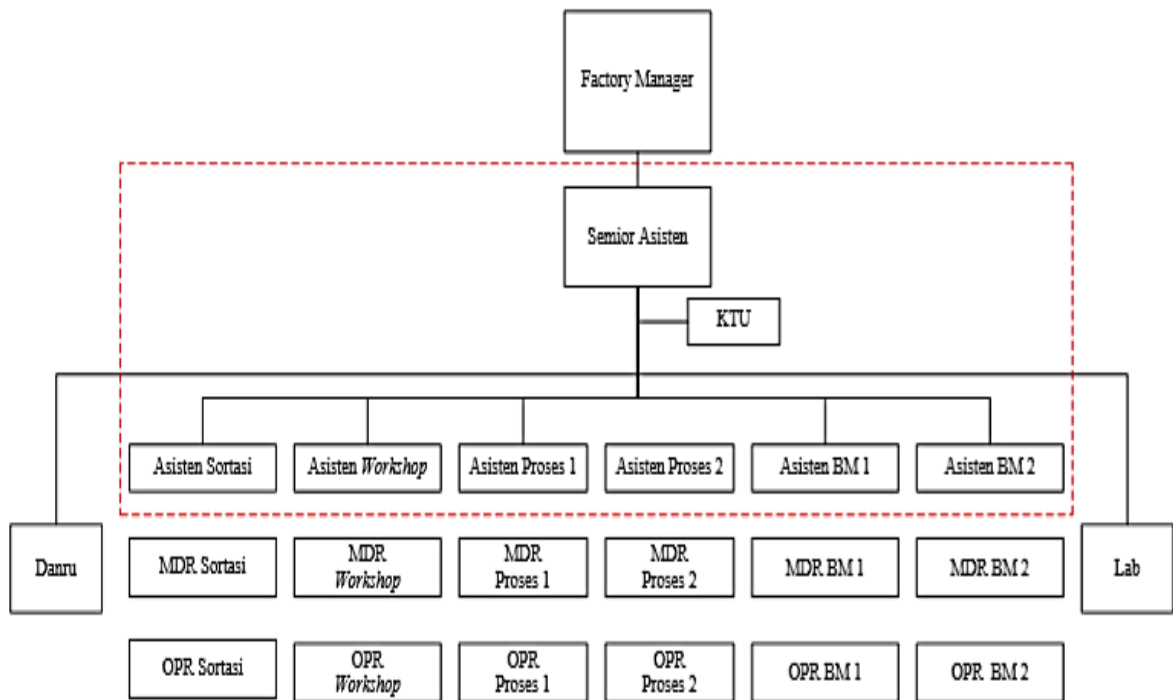 Factory Manager
Semior Asisten
KTU
Asisten Sortasi
Asisten Workshop
Asisten Proses 1
Asisten Proses 2
Asisten BM 1
Asisten BM 2
Danru
MDR Sortasi
MDR
Workshop
MDR
Proses 1
MDR
Proses 2
MDR BM 1
MDR BM 2
Lab
OPR Sortasi
OPR
Workshop
OPR
Proses 1
OPR
Proses 2
OPR BM 1
OPR BM 2